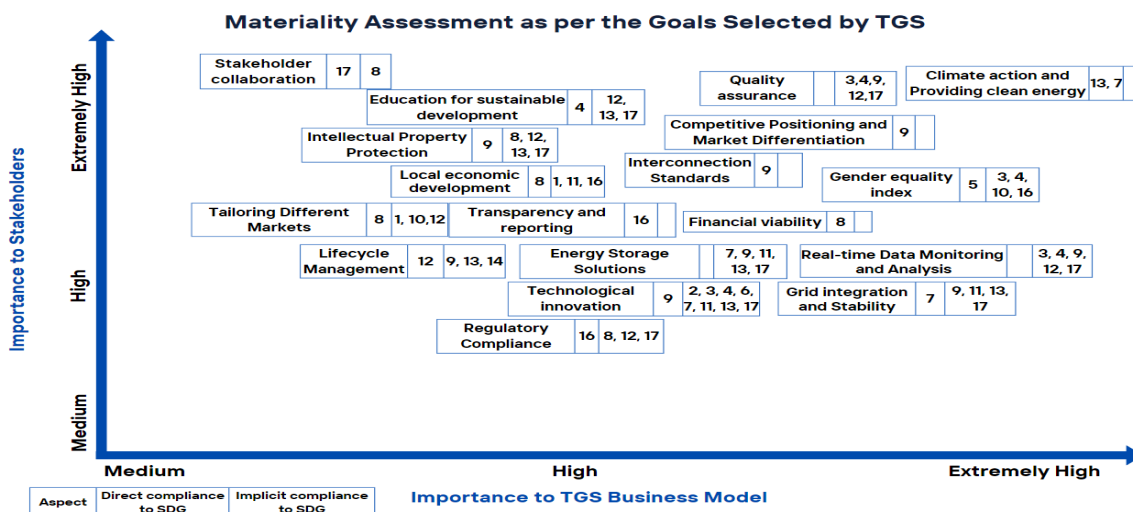 Materiality Assessment as per the Goals Selected by TGS
Importance to Stakeholders
Extremely High
High
Medium
Stakeholder
collaboration
17
8
Quality
assurance
3,4,9,
12,17
Climate action and
Providing clean energy
13, 7
Education for sustainable
development
4
12,
13, 17
Competitive Positioning and
Market Differentiation
9
Intellectual Property
Protection
9
8, 12,
13, 17
Interconnection
Standards
9
Local economic
development
8
1, 11, 16
Gender equality
index
5
3, 4,
10, 16
Tailoring Different
Markets
8
1, 10,12
Transparency and
reporting
16
Financial viability
8
Lifecycle
Management
12
9, 13, 14
Energy Storage
Solutions
7, 9, 11,
13, 17
Real-time Data Monitoring
and Analysis
3, 4, 9,
12, 17
Technological
innovation
9
2, 3, 4, 6,
7, 11, 13, 17
Grid integration
and Stability
7
9, 11, 13,
17
Regulatory
Compliance
16
8, 12, 17
Medium
High
Extremely High
Importance to TGS Business Model
Aspect
Direct compliance
to SDG
Implicit compliance
to SDG